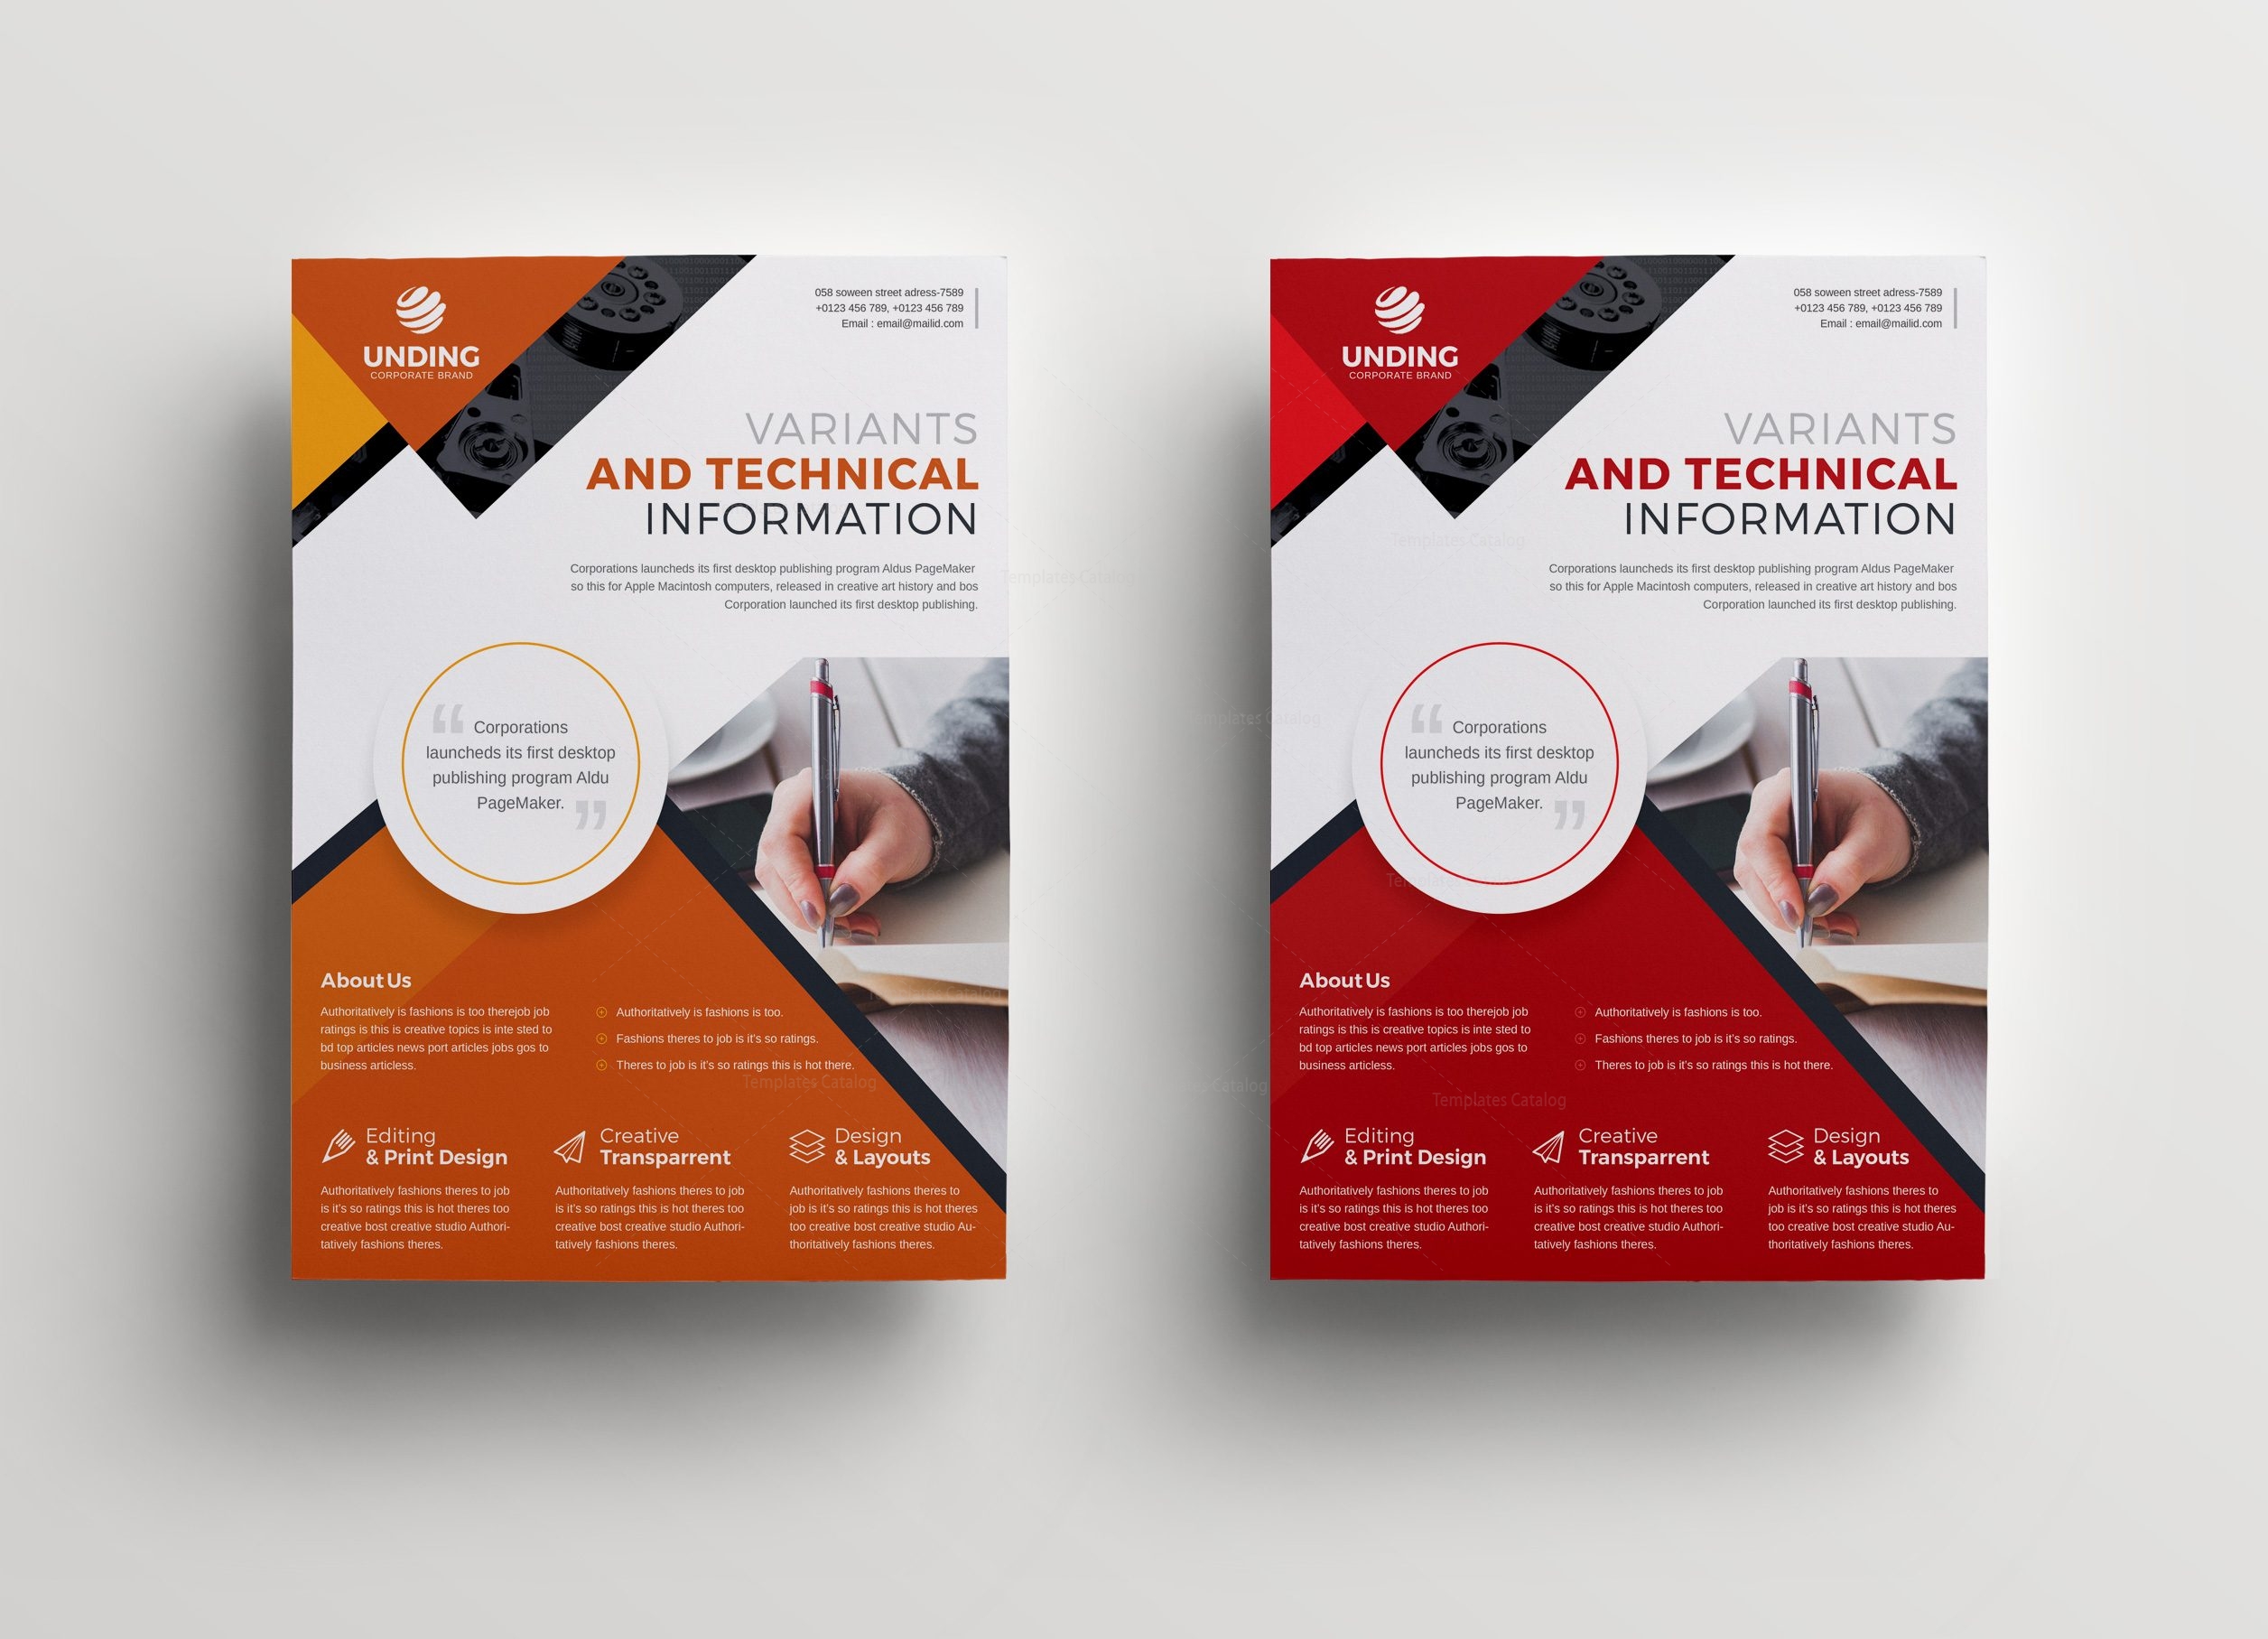 UNDING
CORPORATE BRAND
058 soween street adress-7589
+0123 456 789, +0123 456 789
Email : email@mailid.com
VARIANTS
AND TECHNICAL
INFORMATION
Corporations launcheds its first desktop publishing program Aldus PageMaker
so this for Apple Macintosh computers, released in creative art history and bos
Corporation launched its first desktop publishing.
“ Corporations
launcheds its first desktop
publishing program Aldu
PageMaker. ”
About Us
Authoritatively is fashions is too therejob job
ratings is this is creative topics is inte sted to
bd top articles news port articles jobs gos to
business articless.
Authoritatively is fashions is too.
Fashions theres to job is it's so ratings.
Theres to job is it's so ratings this is hot there.
Editing
& Print Design
Authoritatively fashions theres to job
is it's so ratings this is hot theres too
creative bost creative studio Authori-
tatively fashions theres.
Creative
Transparrent
Authoritatively fashions theres to job
is it's so ratings this is hot theres too
creative bost creative studio Authori-
tatively fashions theres.
Design
& Layouts
Authoritatively fashions theres to
job is it's so ratings this is hot theres
too creative bost creative studio Au-
thoritatively fashions theres.
Templates Catalog
Templates Catalog
Templates Catalog
UNDING
CORPORATE BRAND
058 soween street adress-7589
+0123 456 789, +0123 456 789
Email : email@mailid.com
VARIANTS
AND TECHNICAL
INFORMATION
Corporations launcheds its first desktop publishing program Aldus PageMaker
so this for Apple Macintosh computers, released in creative art history and bos
Corporation launched its first desktop publishing.
“ Corporations
launcheds its first desktop
publishing program Aldu
PageMaker. ”
About Us
Authoritatively is fashions is too therejob job
ratings is this is creative topics is inte sted to
bd top articles news port articles jobs gos to
business articless.
Authoritatively is fashions is too.
Fashions theres to job is it's so ratings.
Theres to job is it's so ratings this is hot there.
Editing
& Print Design
Authoritatively fashions theres to job
is it's so ratings this is hot theres too
creative bost creative studio Authori-
tatively fashions theres.
Creative
Transparrent
Authoritatively fashions theres to job
is it's so ratings this is hot theres too
creative bost creative studio Authori-
tatively fashions theres.
Design
& Layouts
Authoritatively fashions theres to
job is it's so ratings this is hot theres
too creative bost creative studio Au-
thoritatively fashions theres.
Templates Catalog
Templates Catalog
Templates Catalog
Templates Catalog
Catalog